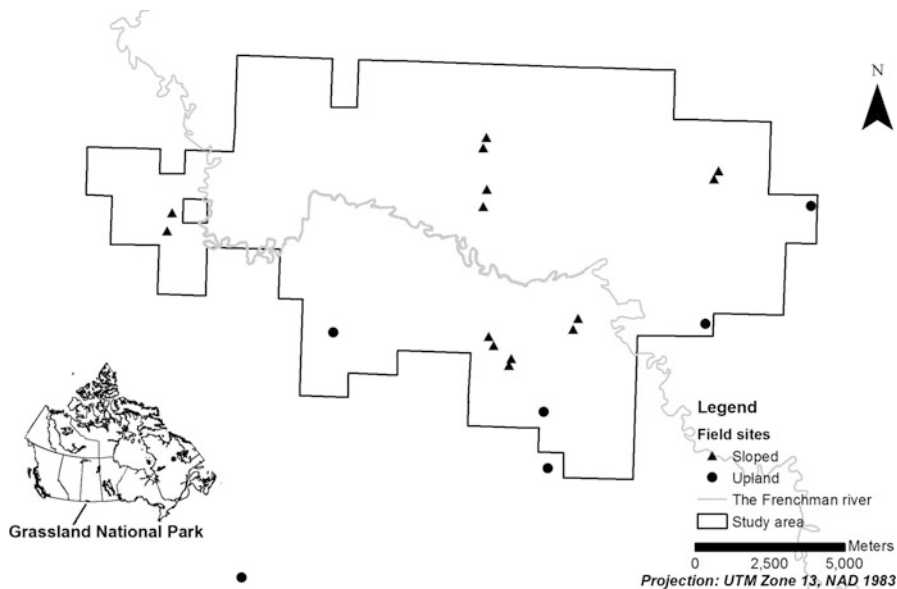 N
Legend
Field sites
Sloped
Upland
The Frenchman river
Study area
Meters
0 2,500 5,000
Projection: UTM Zone 13, NAD 1983
Grassland National Park